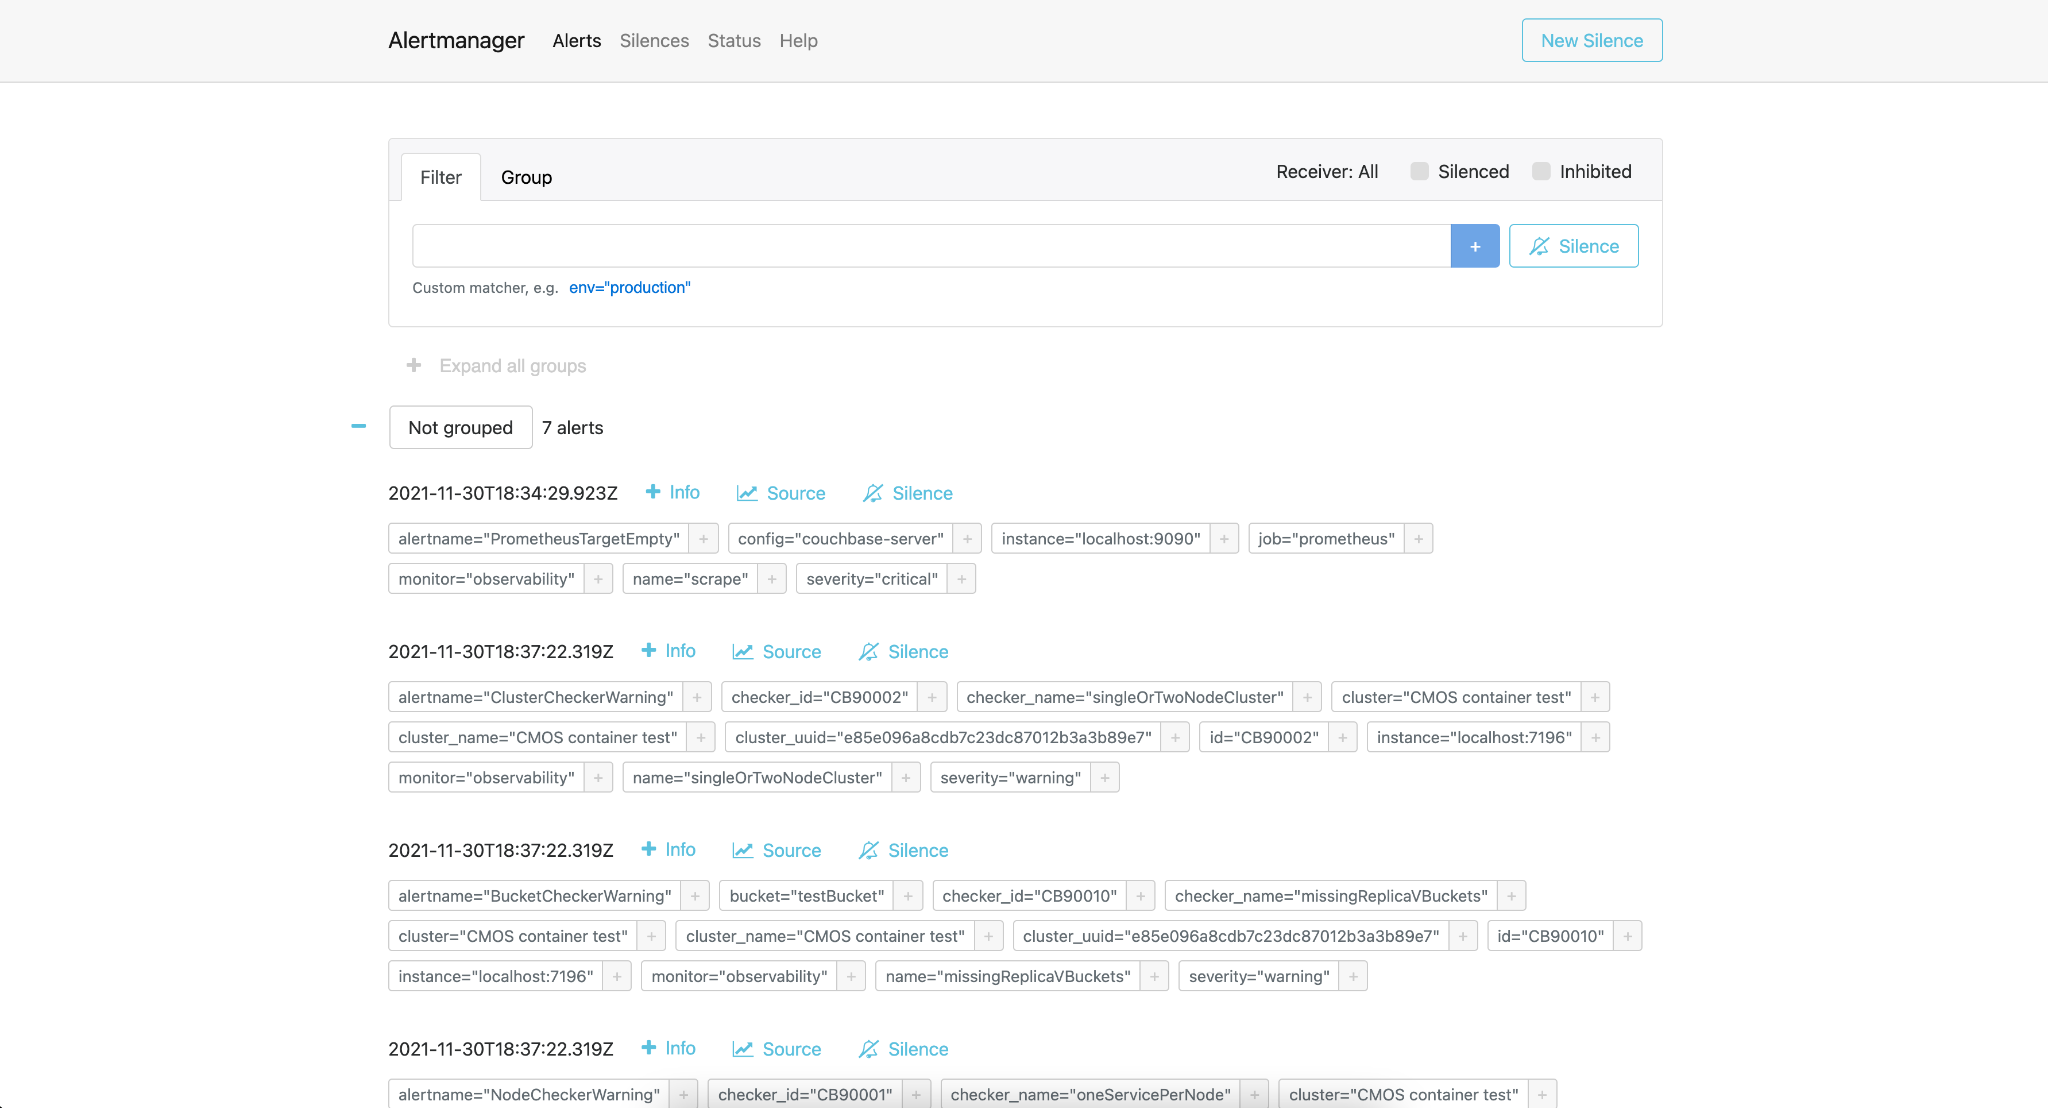 Alertmanager Alerts Silences Status Help New Silence
Filter Group Receiver: All Silenced Inhibited
+ Silence
Custom matcher, e.g. env="production"
+ Expand all groups
Not grouped 7 alerts
2021-11-30T18:34:29.923Z + Info Source Silence
alertname="PrometheusTargetEmpty" + config="couchbase-server" + instance="localhost:9090" + job="prometheus" +
monitor="observability" + name="scrape" + severity="critical" +
2021-11-30T18:37:22.319Z + Info Source Silence
alertname="ClusterCheckerWarning" + checker_id="CB90002" + checker_name="singleOrTwoNodeCluster" + cluster="CMOS container test" +
cluster_name="CMOS container test" + cluster_uuid="e85e096a8cdb7c23dc87012b3a3b89e7" + id="CB90002" + instance="localhost:7196" +
monitor="observability" + name="singleOrTwoNodeCluster" + severity="warning" +
2021-11-30T18:37:22.319Z + Info Source Silence
alertname="BucketCheckerWarning" + bucket="testBucket" + checker_id="CB90010" + checker_name="missingReplicaVBuckets" +
cluster="CMOS container test" + cluster_name="CMOS container test" + cluster_uuid="e85e096a8cdb7c23dc87012b3a3b89e7" + id="CB90010" +
instance="localhost:7196" + monitor="observability" + name="missingReplicaVBuckets" + severity="warning" +
2021-11-30T18:37:22.319Z + Info Source Silence
alertname="NodeCheckerWarning" + checker_id="CB90001" + checker_name="oneServicePerNode" + cluster="CMOS container test" +